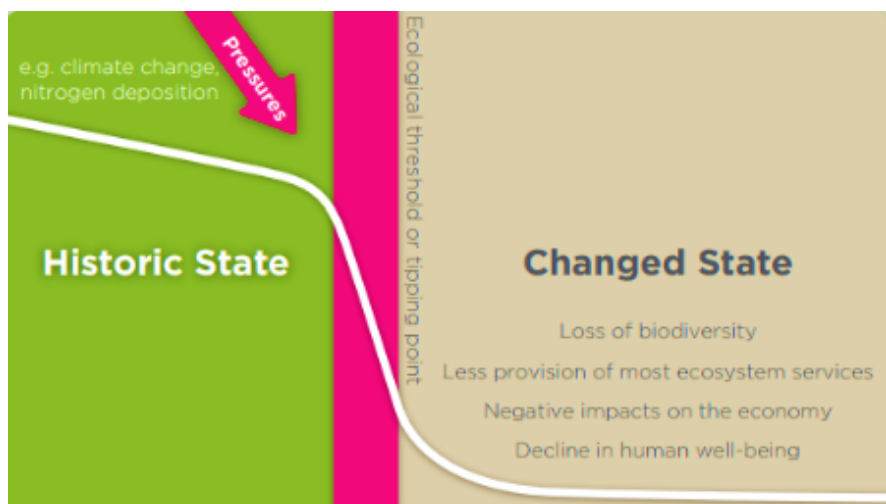 e.g. climate change,
nitrogen deposition
Pressures
Ecological threshold or tipping point
Historic State
Changed State
Loss of biodiversity
Less provision of most ecosystem services
Negative impacts on the economy
Decline in human well-being